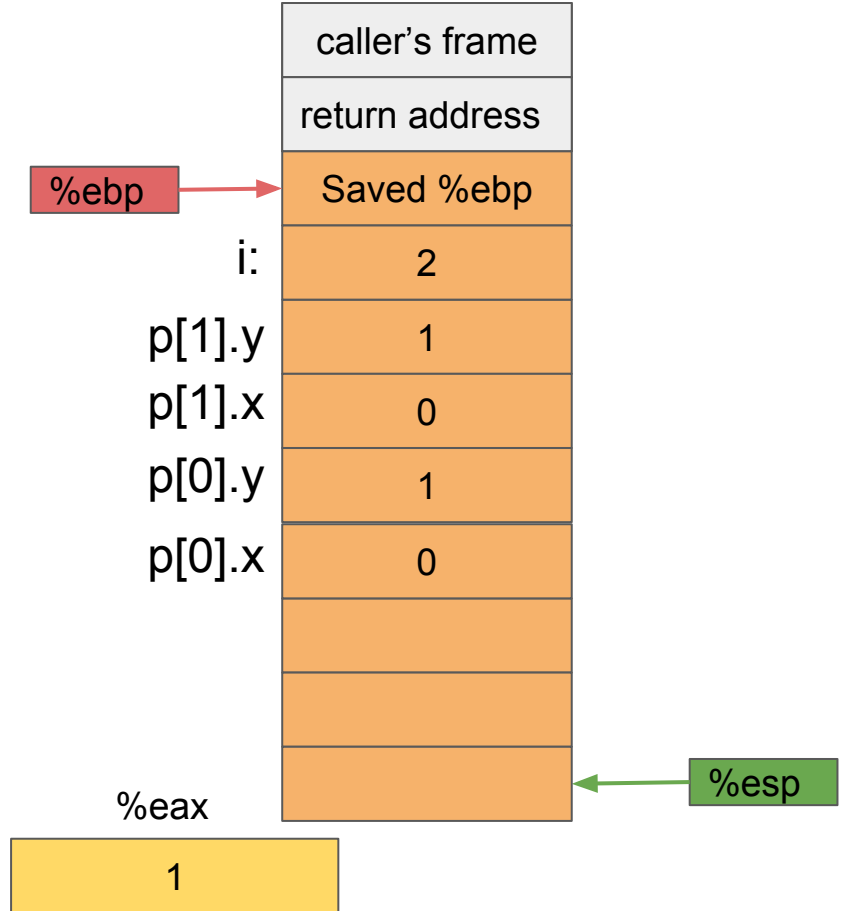 caller's frame
return address
%ebp
Saved %ebp
i:
2
p[1].y
1
p[1].x
0
p[0].y
1
p[0].x
0
%esp
%eax
1